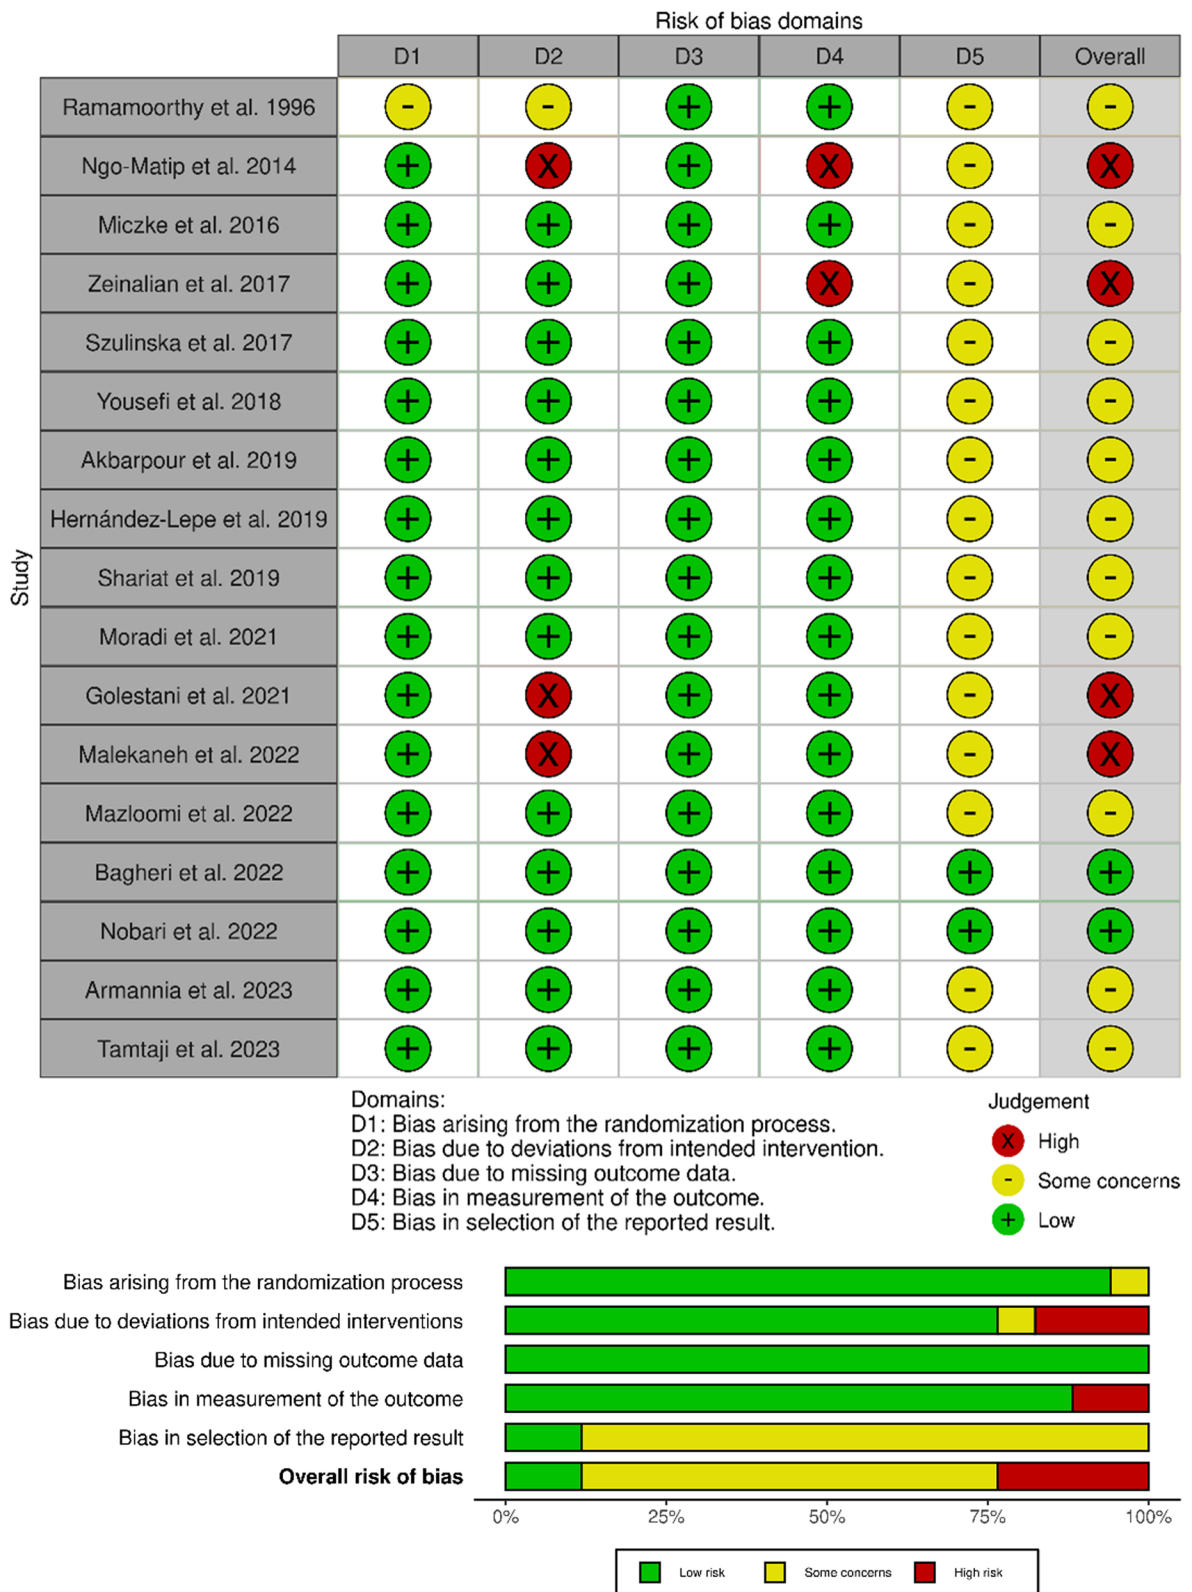 Risk of bias domains
D1 D2 D3 D4 D5 Overall
Study
Ramamoorthy et al. 1996 - - + + - -
Ngo-Matip et al. 2014 + X + X - X
Miczke et al. 2016 + + + + - -
Zeinalian et al. 2017 + + + X - X
Szulinska et al. 2017 + + + + - -
Yousefi et al. 2018 + + + + - -
Akbarpour et al. 2019 + + + + - -
Hernández-Lepe et al. 2019 + + + + - -
Shariat et al. 2019 + + + + - -
Moradi et al. 2021 + + + + - -
Golestani et al. 2021 + X + + - X
Malekaneh et al. 2022 + X + + - X
Mazloomi et al. 2022 + + + + - -
Bagheri et al. 2022 + + + + + +
Nobari et al. 2022 + + + + + +
Armannia et al. 2023 + + + + - -
Tamtaji et al. 2023 + + + + - -
Domains:
D1: Bias arising from the randomization process.
D2: Bias due to deviations from intended intervention.
D3: Bias due to missing outcome data.
D4: Bias in measurement of the outcome.
D5: Bias in selection of the reported result.
Judgement
X High
- Some concerns
+ Low
Bias arising from the randomization process
Bias due to deviations from intended interventions
Bias due to missing outcome data
Bias in measurement of the outcome
Bias in selection of the reported result
Overall risk of bias
0% 25% 50% 75% 100%
Low risk Some concerns High risk